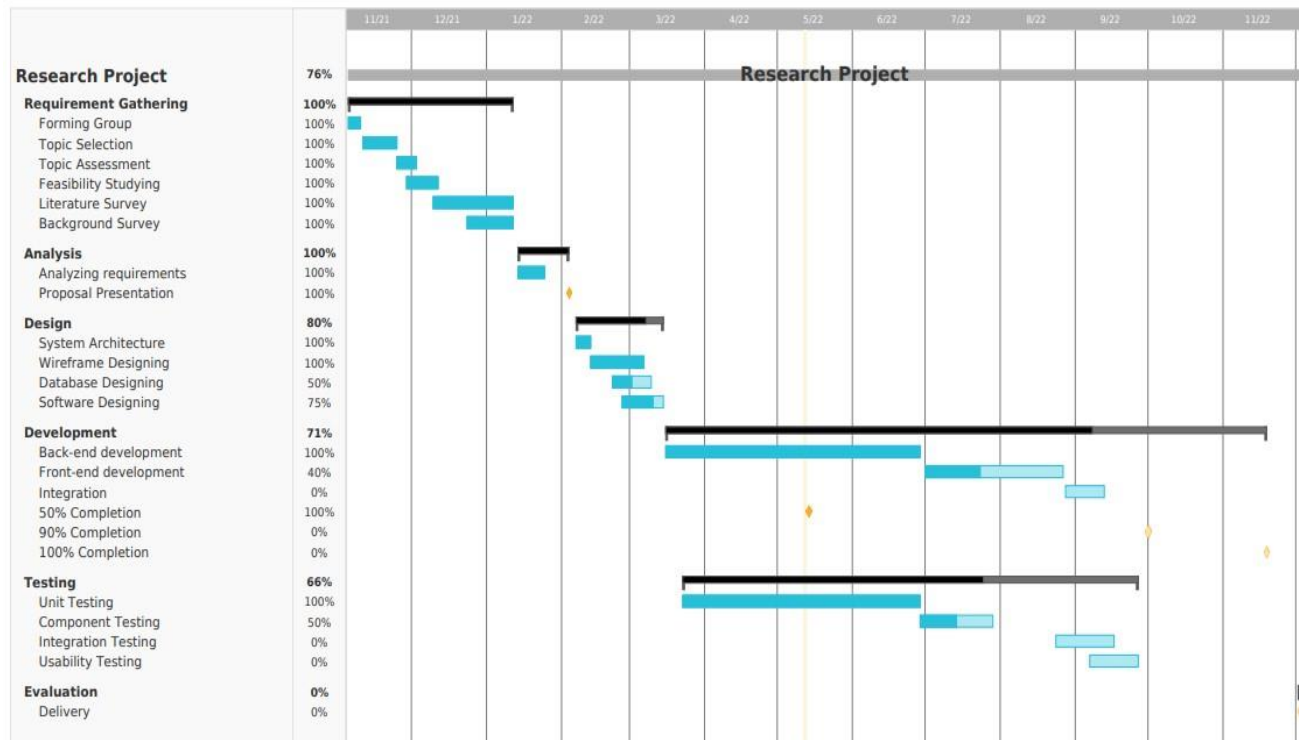 11/21 12/21 1/22 2/22 3/22 4/22 5/22 6/22 7/22 8/22 9/22 10/22 11/22
Research Project 76% Research Project
Requirement Gathering 100%
Forming Group 100%
Topic Selection 100%
Topic Assessment 100%
Feasibility Studying 100%
Literature Survey 100%
Background Survey 100%
Analysis 100%
Analyzing requirements 100%
Proposal Presentation 100%
Design 80%
System Architecture 100%
Wireframe Designing 100%
Database Designing 50%
Software Designing 75%
Development 71%
Back-end development 100%
Front-end development 40%
Integration 0%
50% Completion 100%
90% Completion 0%
100% Completion 0%
Testing 66%
Unit Testing 100%
Component Testing 50%
Integration Testing 0%
Usability Testing 0%
Evaluation 0%
Delivery 0%